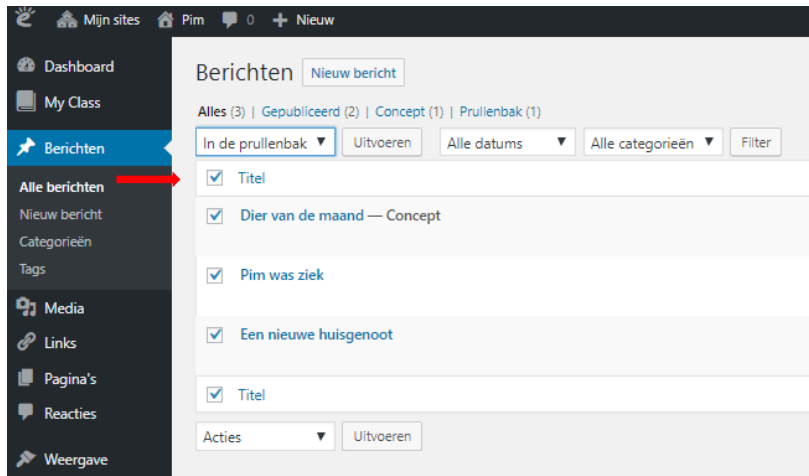 Mijn sites Pim 0 + Nieuw
Dashboard
My Class
Berichten
Alle berichten
Nieuw bericht
Categorieën
Tags
Media
Links
Pagina's
Reacties
Weergave
Berichten Nieuw bericht
Alles (3) | Gepubliceerd (2) | Concept (1) | Prullenbak (1)
In de prullenbak Uitvoeren Alle datums Alle categorieën Filter
Titel
Dier van de maand — Concept
Pim was ziek
Een nieuwe huisgenoot
Titel
Acties Uitvoeren